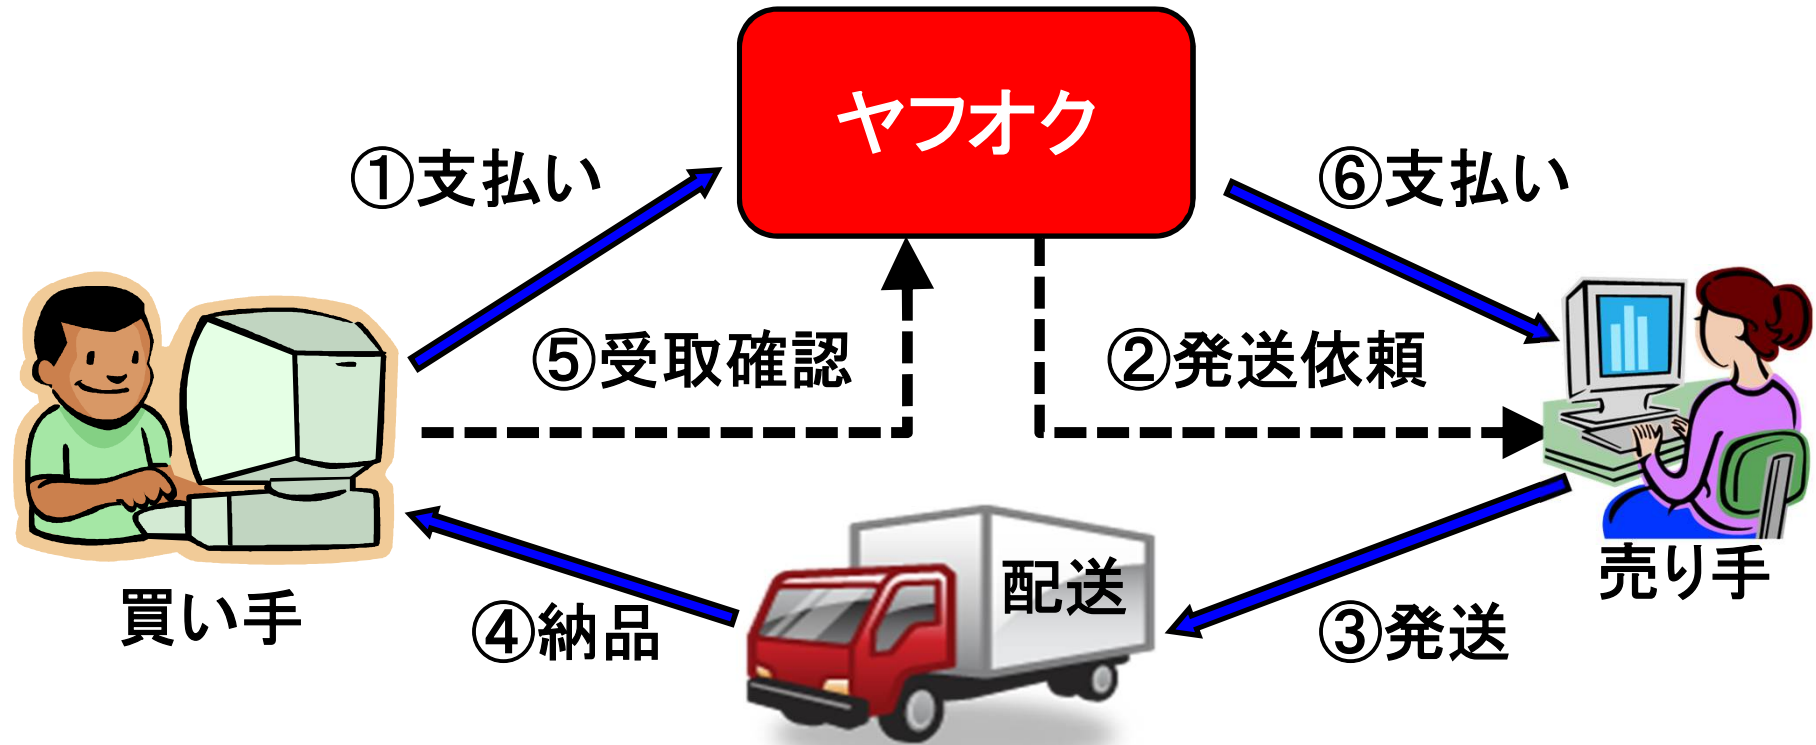 ヤフオク
①支払い
⑥支払い
⑤受取確認
②発送依頼
買い手
④納品
配送
③発送
売り手